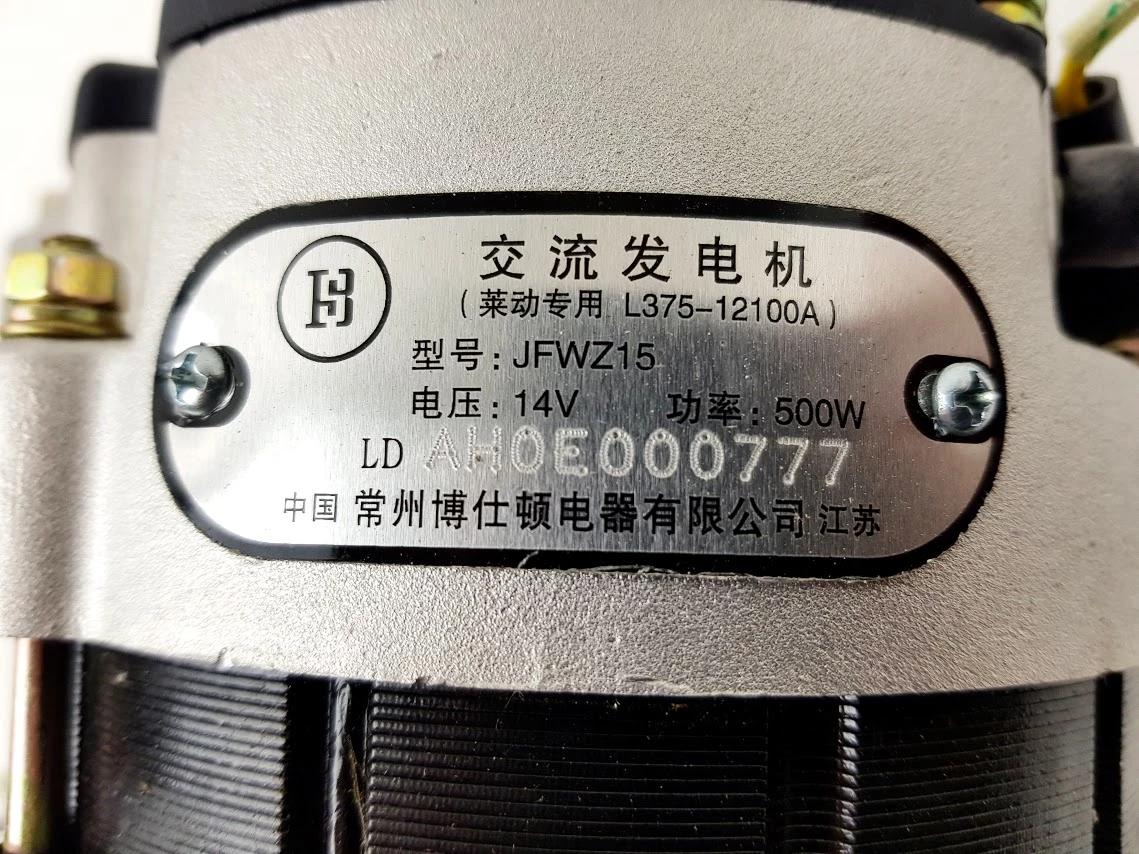 交流发电机
(莱动专用 L375-12100A)
型号: JFWZ15
电压: 14V 功率: 500W
LD AH0E000777
中国 常州博仕顿电器有限公司 江苏